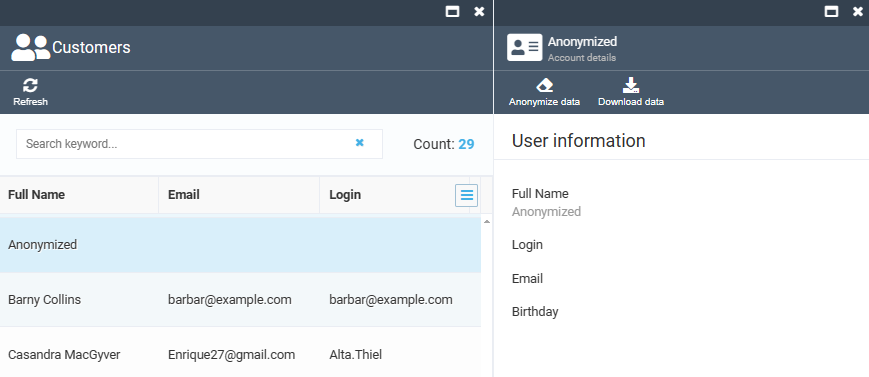 Customers
Refresh
Search keyword...
Count: 29
Full Name Email Login
Anonymized
Barny Collins barbar@example.com barbar@example.com
Casandra MacGyver Enrique27@gmail.com Alta.Thiel
Anonymized
Account details
Anonymize data Download data
User information
Full Name
Anonymized
Login
Email
Birthday